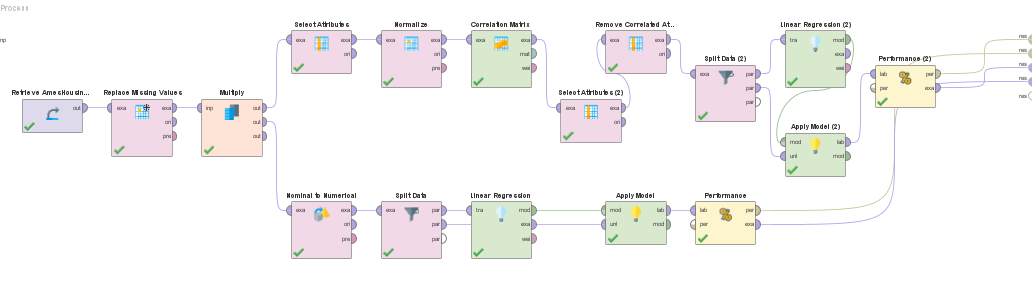 Process
Select Attributes
exa exa
ori
Normalize
exa exa
ori
pre
Correlation Matrix
exa exa
mat
wei
Remove Correlated At...
exa exa
ori
Linear Regression (2)
tra mod
exa
wei
Split Data (2)
exa par
par
par
Performance (2)
lab per
per exa
res
res
res
res
res
inp
Retrieve AmesHousin...
out
Replace Missing Values
exa exa
ori
pre
Multiply
inp out
out
out
Select Attributes (2)
exa exa
ori
Apply Model (2)
mod lab
unl mod
Nominal to Numerical
exa exa
ori
pre
Split Data
exa par
par
par
Linear Regression
tra mod
exa
wei
Apply Model
mod lab
unl mod
Performance
lab per
per exa